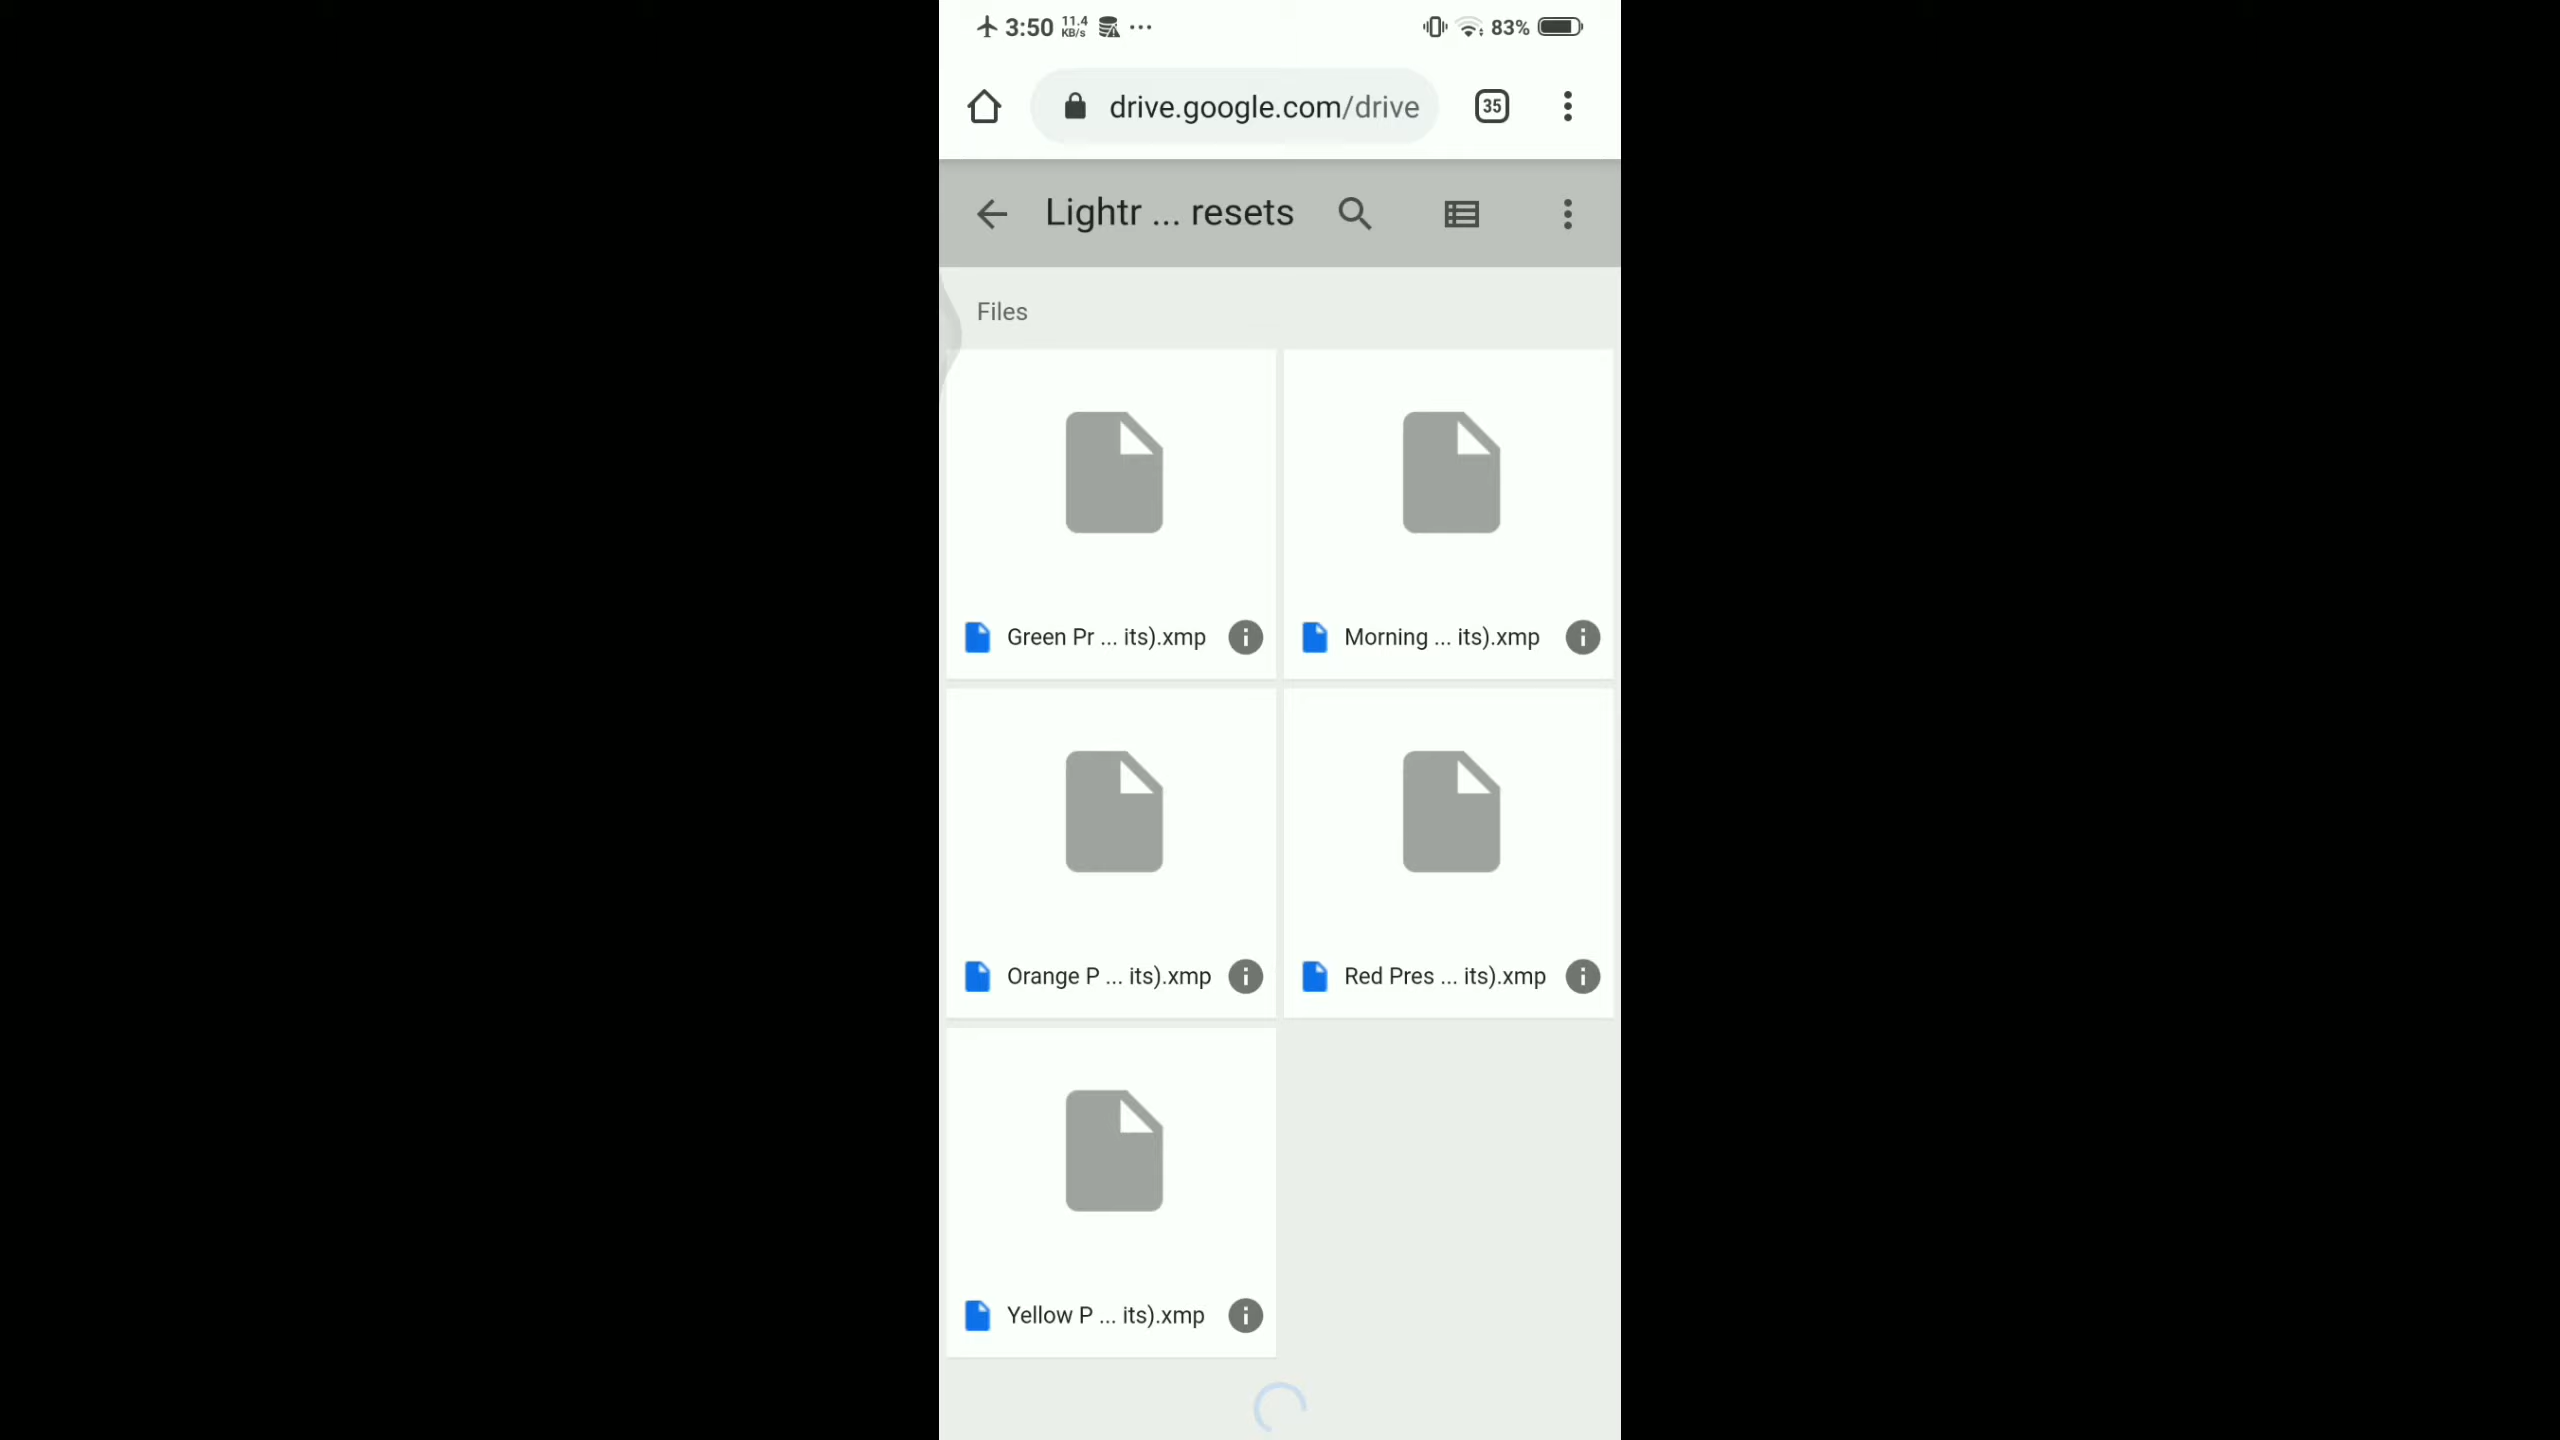 3:50 11.4 KB/s 83%
drive.google.com/drive 35
Lightr ... resets
Files
Green Pr ... its).xmp Morning ... its).xmp
Orange P ... its).xmp Red Pres ... its).xmp
Yellow P ... its).xmp